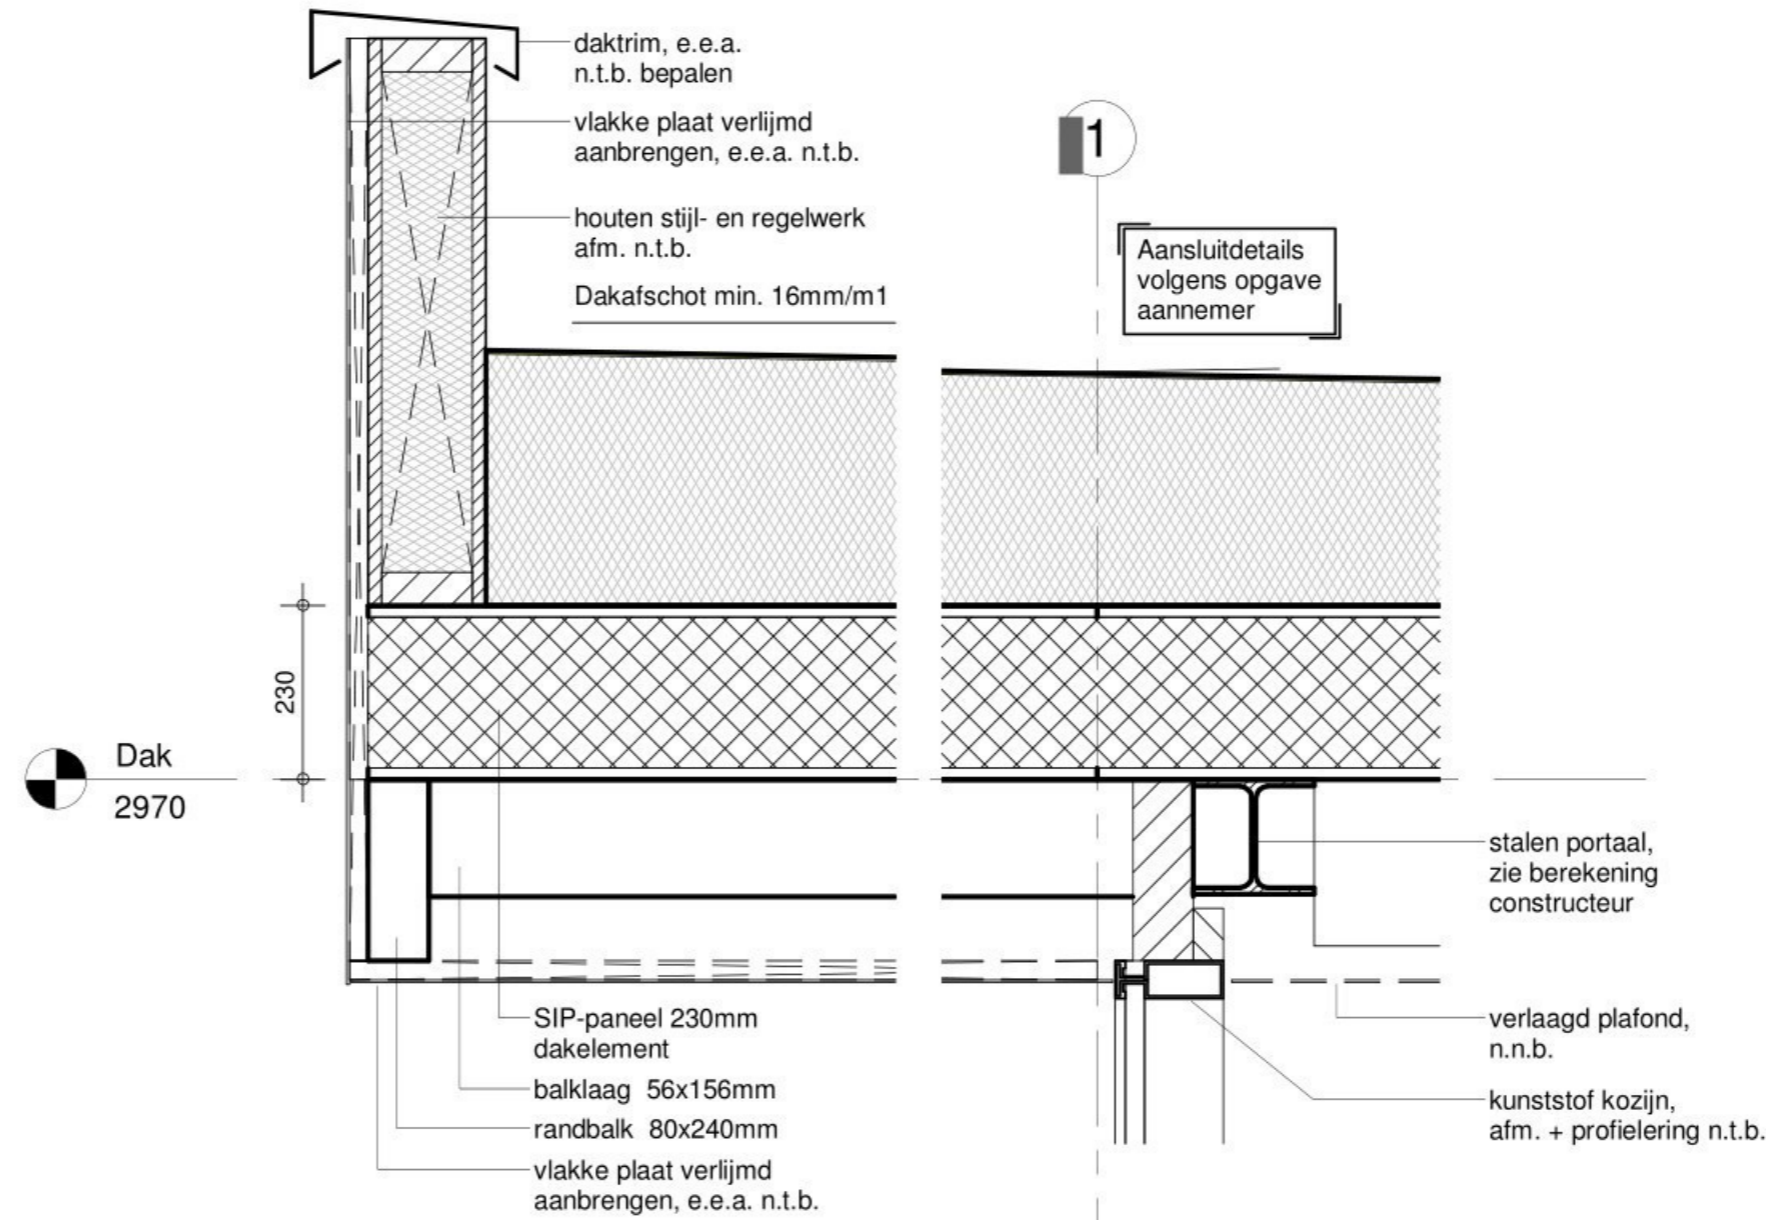 daktrim, e.e.a.
n.t.b. bepalen
vlakke plaat verlijmd
aanbrengen, e.e.a. n.t.b.
houten stijl- en regelwerk
afm. n.t.b.
Dakafschot min. 16mm/m1
1
Aansluitdetails
volgens opgave
aannemer
230
Dak
2970
stalen portaal,
zie berekening
constructeur
SIP-paneel 230mm
dakelement
balklaag 56x156mm
randbalk 80x240mm
vlakke plaat verlijmd
aanbrengen, e.e.a. n.t.b.
verlaagd plafond,
n.n.b.
kunststof kozijn,
afm. + profielering n.t.b.